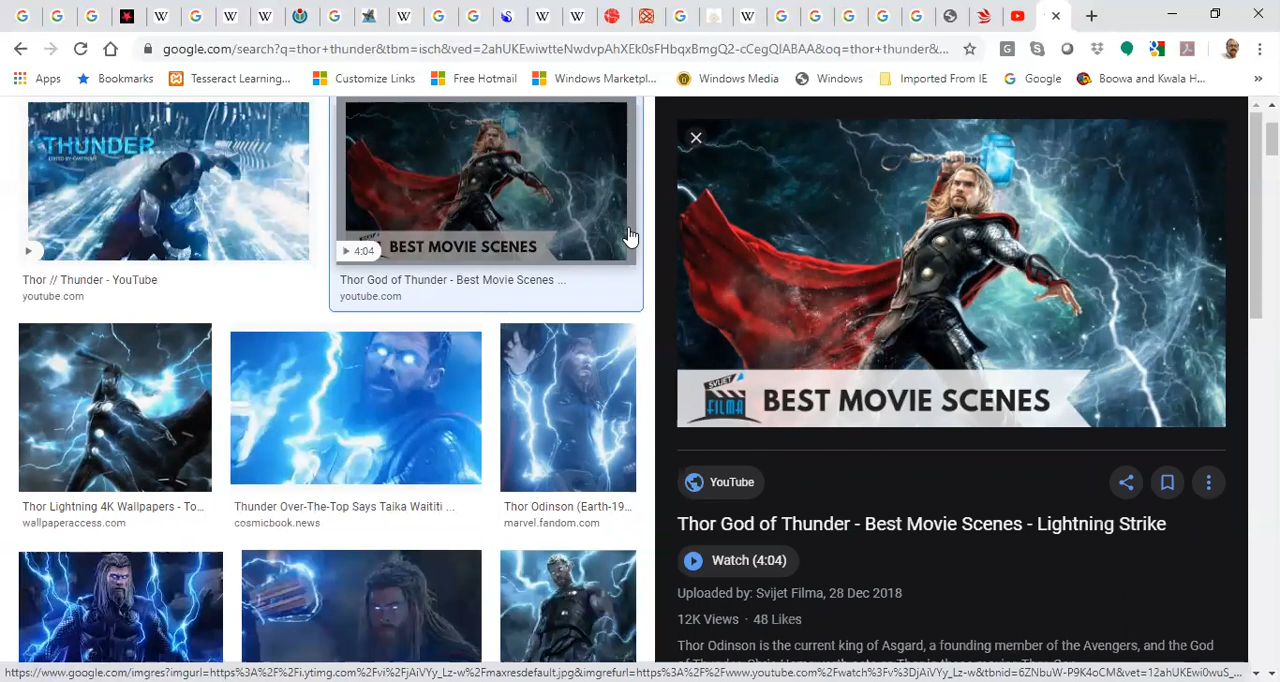 google.com/search?q=thor+thunder&tbm=isch&ved=2ahUKEwiwtteNwdvpAhXEk0sFHbqxBmgQ2-cCegQIABAA&oq=thor+thunder&...
Apps
Bookmarks
Tesseract Learning...
Customize Links
Free Hotmail
Windows Marketpl...
Windows Media
Windows
Imported From IE
Google
Boowa and Kwala H...
THUNDER
4:04
BEST MOVIE SCENES
Thor // Thunder - YouTube
youtube.com
Thor God of Thunder - Best Movie Scenes ...
youtube.com
Thor Lightning 4K Wallpapers - To...
wallpaperaccess.com
Thunder Over-The-Top Says Taika Waititi ...
cosmicbook.news
Thor Odinson (Earth-19...
marvel.fandom.com
SVIJET
FILMA
BEST MOVIE SCENES
YouTube
Thor God of Thunder - Best Movie Scenes - Lightning Strike
Watch (4:04)
Uploaded by: Svijet Filma, 28 Dec 2018
12K Views · 48 Likes
Thor Odinson is the current king of Asgard, a founding member of the Avengers, and the God